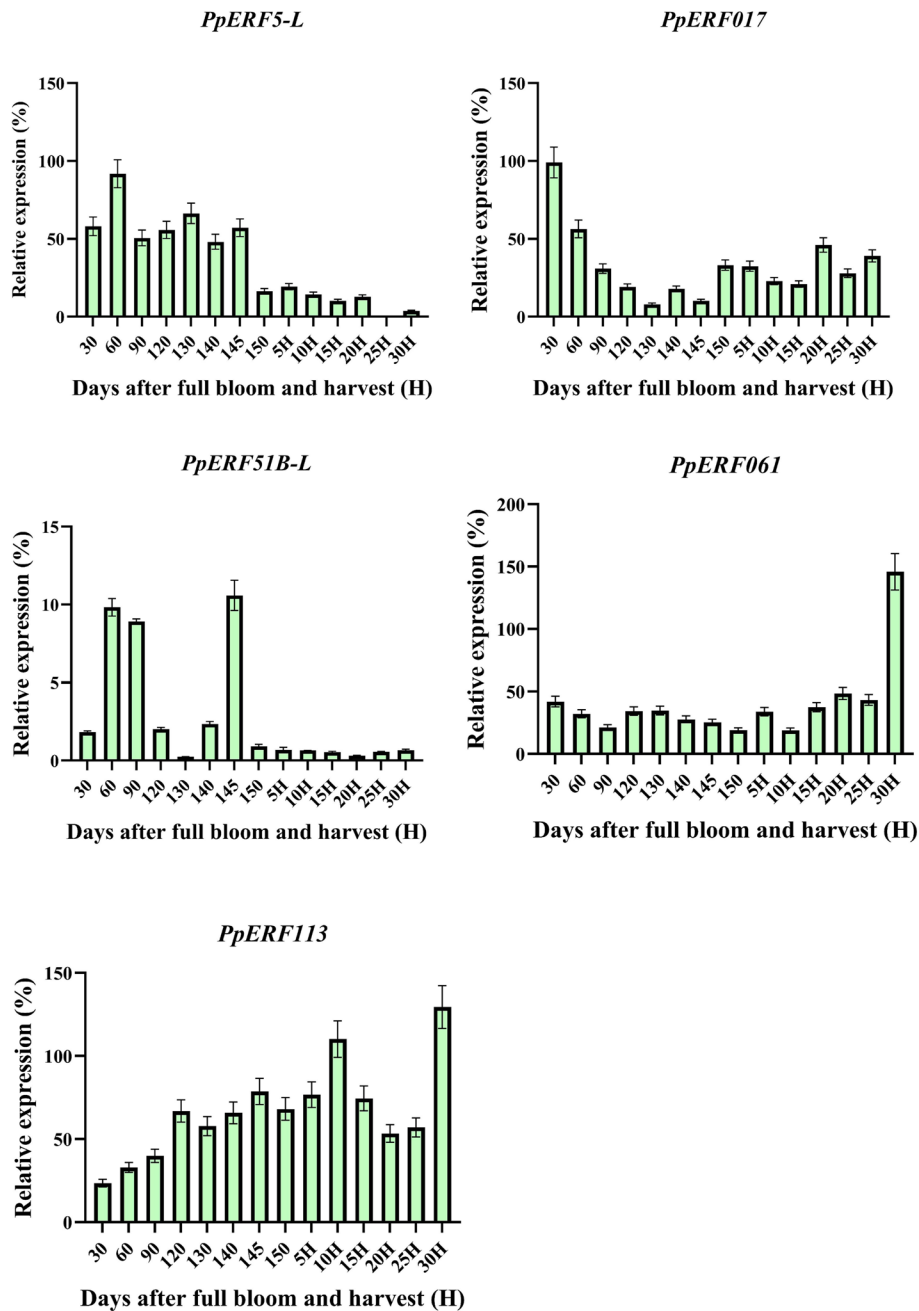 PpERF5-L
Relative expression (%)
150
100
50
0
30 60 90 120 130 140 145 150 5H 10H 15H 20H 25H 30H
Days after full bloom and harvest (H)
PpERF017
Relative expression (%)
150
100
50
0
30 60 90 120 130 140 145 150 5H 10H 15H 20H 25H 30H
Days after full bloom and harvest (H)
PpERF51B-L
Relative expression (%)
15
10
5
0
30 60 90 120 130 140 145 150 5H 10H 15H 20H 25H 30H
Days after full bloom and harvest (H)
PpERF061
Relative expression (%)
200
150
100
50
0
30 60 90 120 130 140 145 150 5H 10H 15H 20H 25H 30H
Days after full bloom and harvest (H)
PpERF113
Relative expression (%)
150
100
50
0
30 60 90 120 130 140 145 150 5H 10H 15H 20H 25H 30H
Days after full bloom and harvest (H)